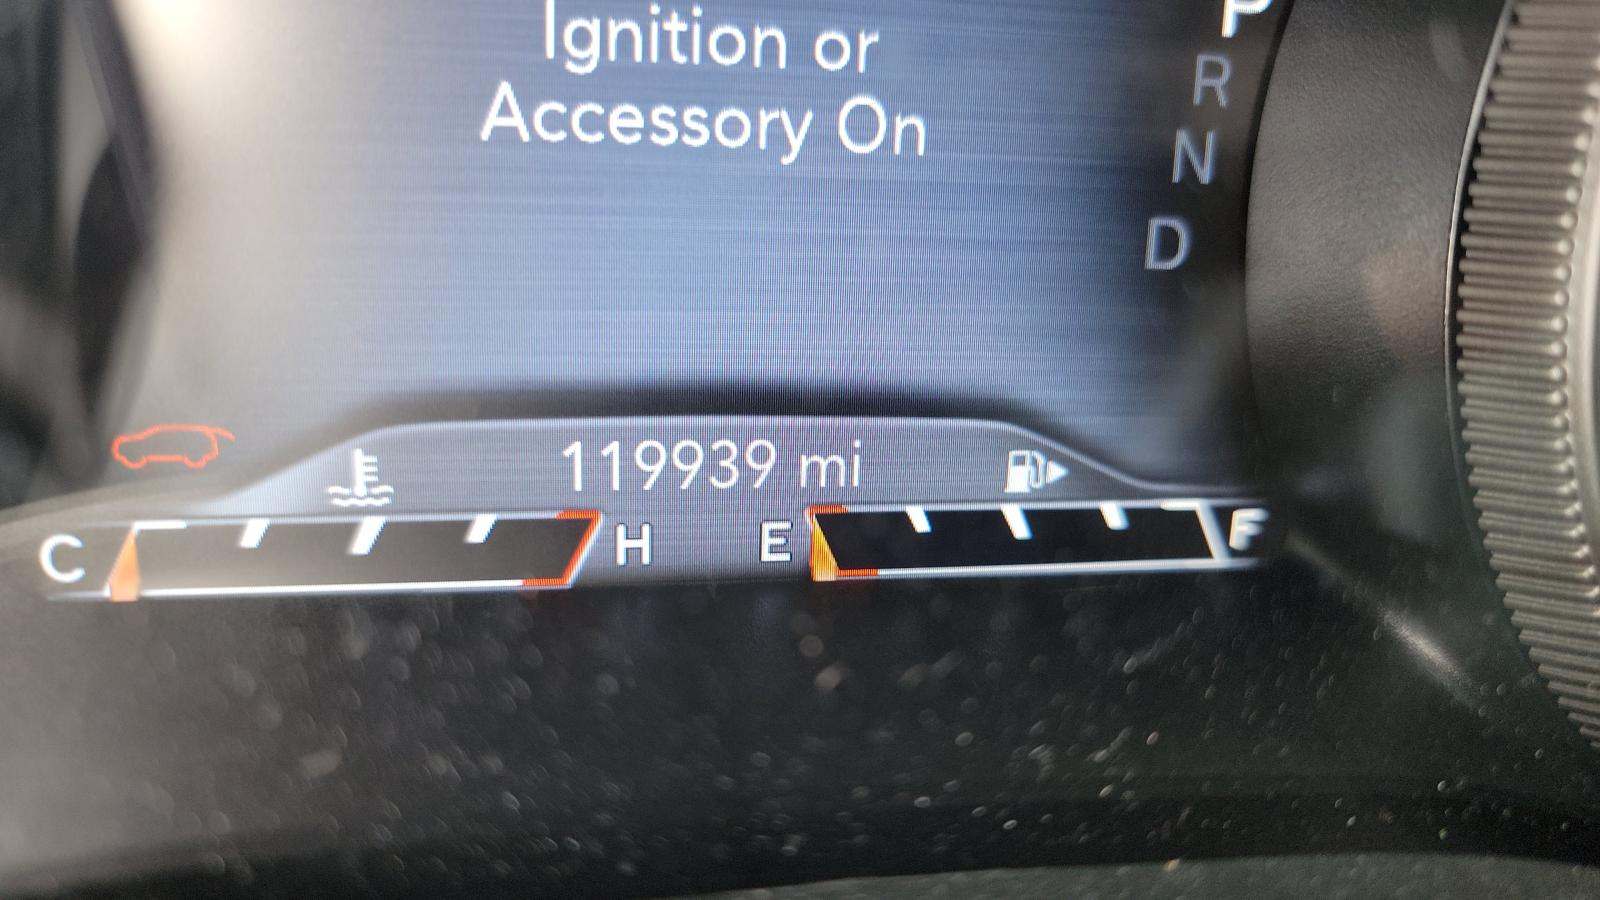 Ignition or
Accessory On
P
R
N
D
119939 mi
C
H
E
F